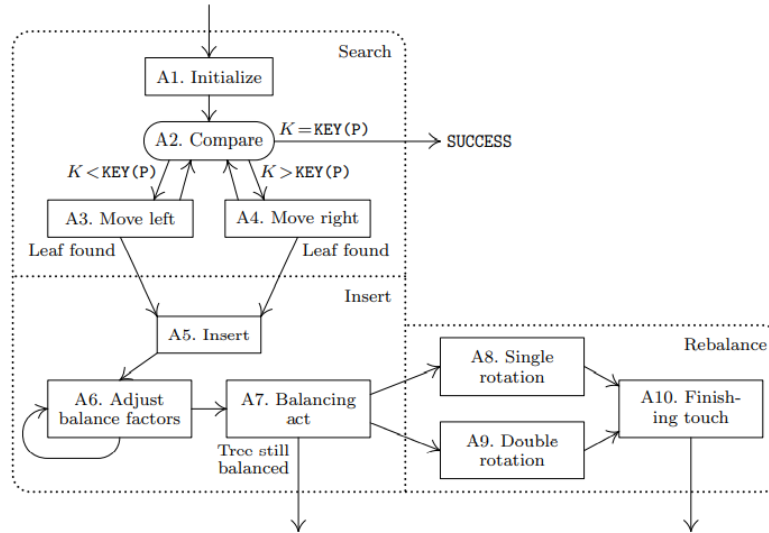 Search
A1. Initialize
A2. Compare
K = KEY(P)
SUCCESS
K < KEY(P)
K > KEY(P)
A3. Move left
A4. Move right
Leaf found
Leaf found
Insert
A5. Insert
Rebalance
A8. Single
rotation
A6. Adjust
balance factors
A7. Balancing
act
A10. Finish-
ing touch
A9. Double
rotation
Tree still
balanced